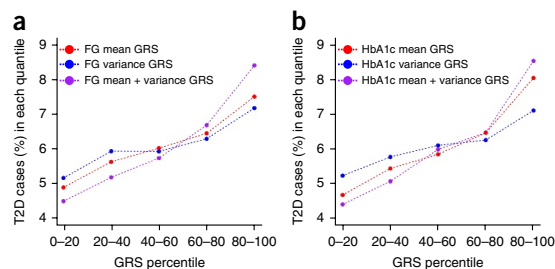 a
T2D cases (%) in each quantile
9
8
7
6
5
4
FG mean GRS
FG variance GRS
FG mean + variance GRS
0–20 20–40 40–60 60–80 80–100
GRS percentile
b
T2D cases (%) in each quantile
9
8
7
6
5
4
HbA1c mean GRS
HbA1c variance GRS
HbA1c mean + variance GRS
0–20 20–40 40–60 60–80 80–100
GRS percentile